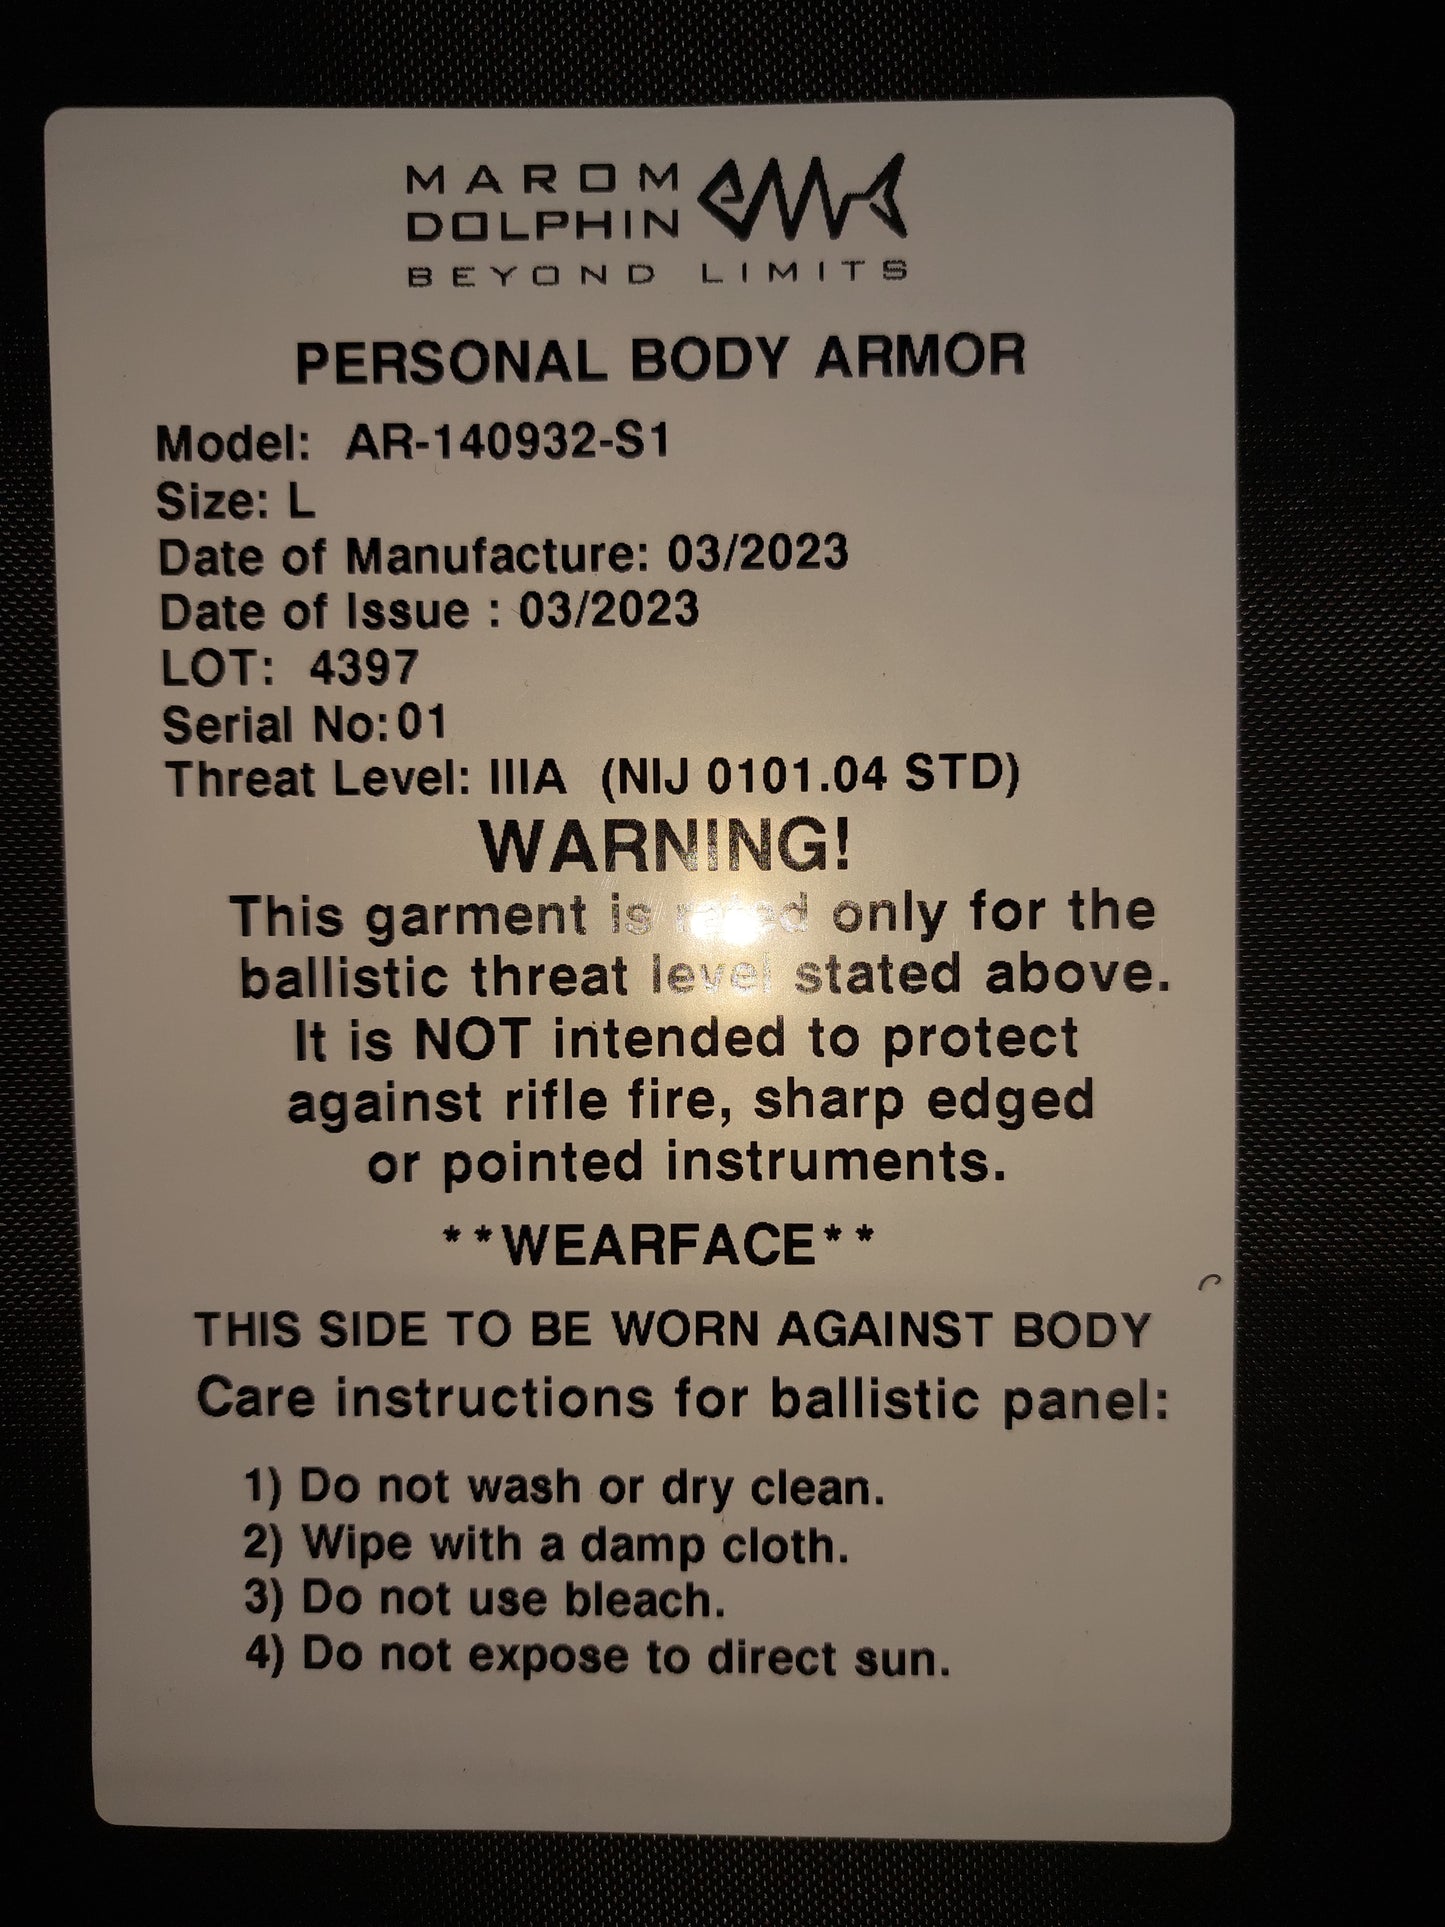 MAROM
DOLPHIN
BEYOND LIMITS
PERSONAL BODY ARMOR
Model: AR-140932-S1
Size: L
Date of Manufacture: 03/2023
Date of Issue : 03/2023
LOT: 4397
Serial No: 01
Threat Level: IIIA (NIJ 0101.04 STD)
WARNING!
This garment is rated only for the
ballistic threat level stated above.
It is NOT intended to protect
against rifle fire, sharp edged
or pointed instruments.
**WEARFACE**
THIS SIDE TO BE WORN AGAINST BODY
Care instructions for ballistic panel:
1) Do not wash or dry clean.
2) Wipe with a damp cloth.
3) Do not use bleach.
4) Do not expose to direct sun.